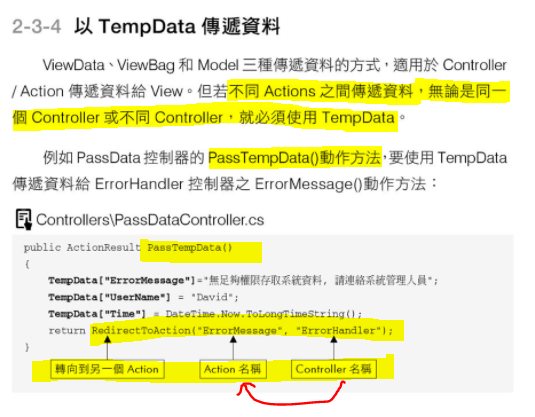 2-3-4 以 TempData 傳遞資料
ViewData、ViewBag 和 Model 三種傳遞資料的方式，適用於 Controller
/ Action 傳遞資料給 View。但若不同 Actions 之間傳遞資料，無論是同一
個 Controller 或不同 Controller，就必須使用 TempData。
例如 PassData 控制器的 PassTempData()動作方法，要使用 TempData
傳遞資料給 ErrorHandler 控制器之 ErrorMessage()動作方法：
Controllers\PassDataController.cs
public ActionResult PassTempData()
{
TempData["ErrorMessage"]="無足夠權限存取系統資料, 請連絡系統管理人員";
TempData["UserName"] = "David";
TempData["Time"] = DateTime.Now.ToLongTimeString();
return RedirectToAction("ErrorMessage", "ErrorHandler");
}
轉向到另一個 Action Action 名稱 Controller 名稱